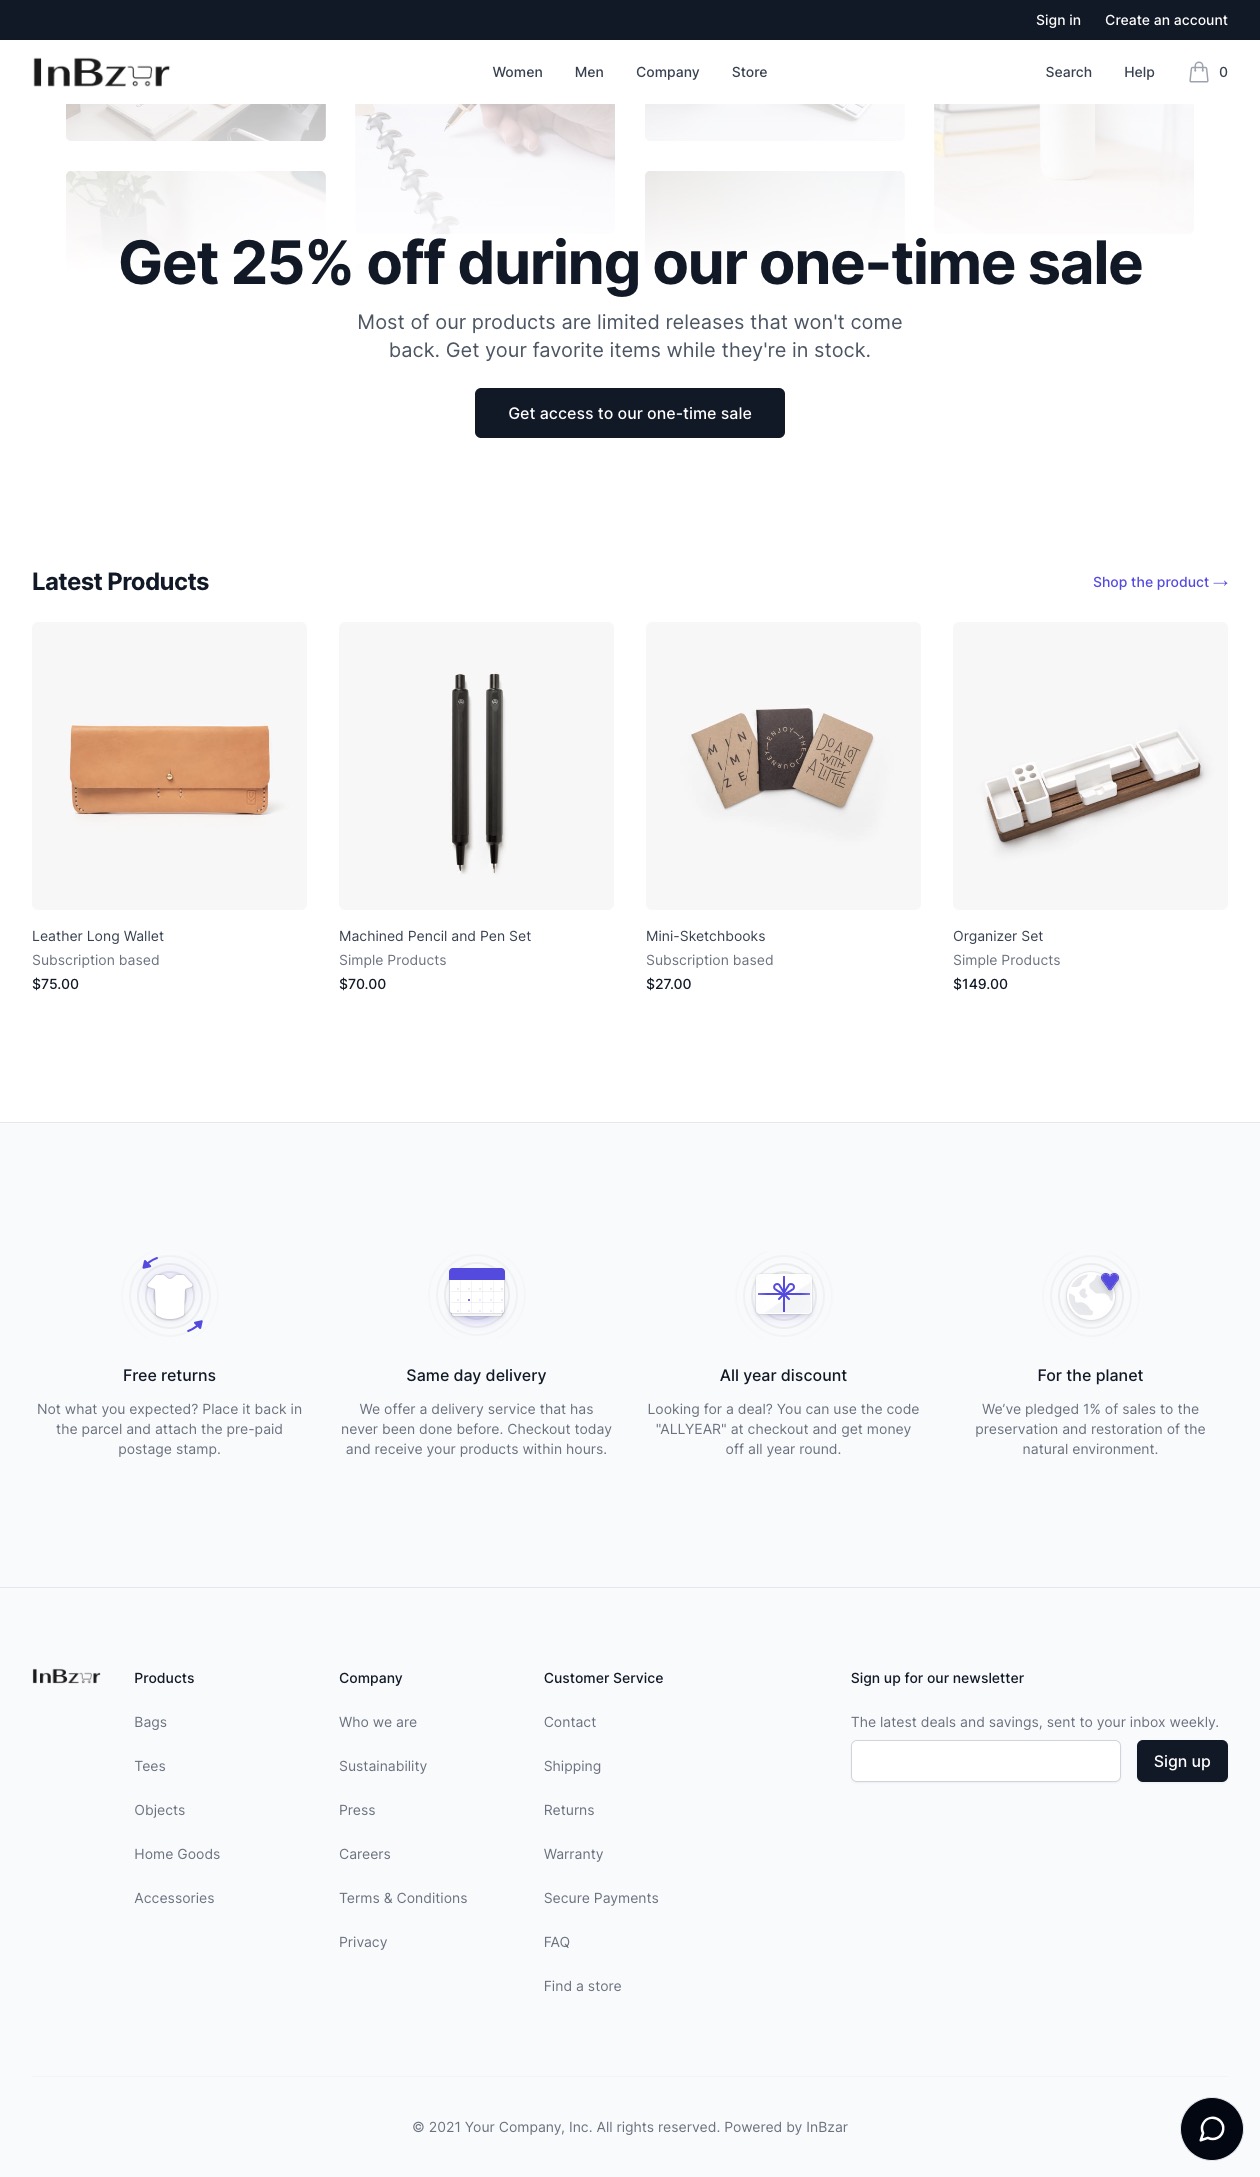 Sign in Create an account
InBzar Women Men Company Store Search Help 0
Get 25% off during our one-time sale
Most of our products are limited releases that won't come
back. Get your favorite items while they're in stock.
Get access to our one-time sale
Latest Products Shop the product →
MINIMIZE
ENJOY—THE—JOURNEY—
DO A LOT
WITH
A LITTLE
Leather Long Wallet
Subscription based
$75.00
Machined Pencil and Pen Set
Simple Products
$70.00
Mini-Sketchbooks
Subscription based
$27.00
Organizer Set
Simple Products
$149.00
Free returns
Not what you expected? Place it back in
the parcel and attach the pre-paid
postage stamp.
Same day delivery
We offer a delivery service that has
never been done before. Checkout today
and receive your products within hours.
All year discount
Looking for a deal? You can use the code
"ALLYEAR" at checkout and get money
off all year round.
For the planet
We’ve pledged 1% of sales to the
preservation and restoration of the
natural environment.
InBzar
Products
Bags
Tees
Objects
Home Goods
Accessories
Company
Who we are
Sustainability
Press
Careers
Terms & Conditions
Privacy
Customer Service
Contact
Shipping
Returns
Warranty
Secure Payments
FAQ
Find a store
Sign up for our newsletter
The latest deals and savings, sent to your inbox weekly.
Sign up
© 2021 Your Company, Inc. All rights reserved. Powered by InBzar